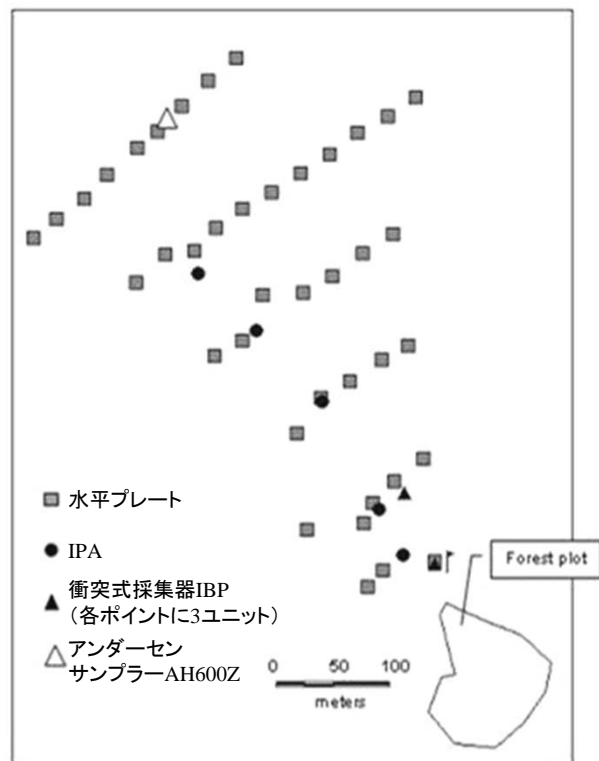 水平プレート
IPA
衝突式採集器IBP
（各ポイントに3ユニット）
アンダーセン
サンプラーAH600Z
0 50 100
meters
Forest plot